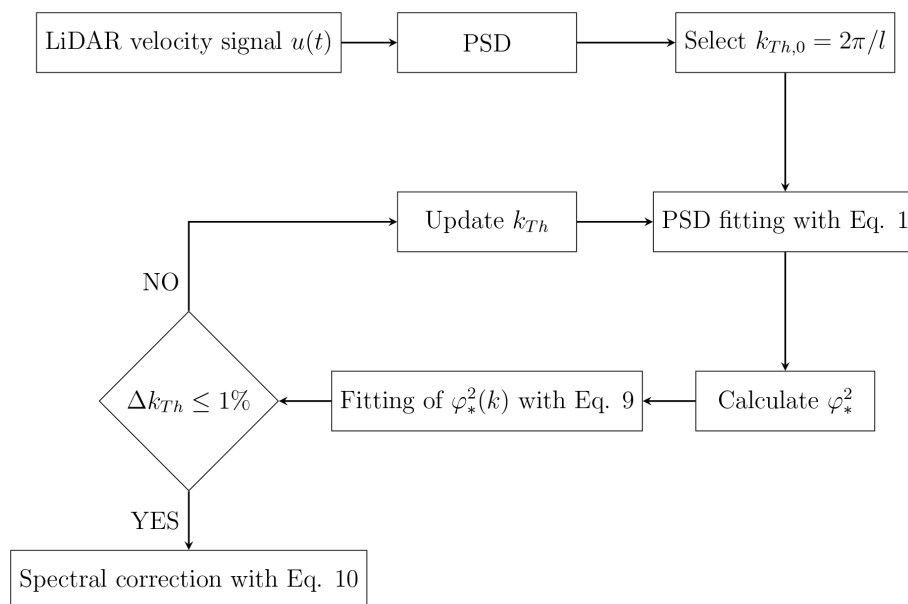 LiDAR velocity signal u(t)
PSD
Select k_{Th,0} = 2π/l
Update k_{Th}
PSD fitting with Eq. 1
NO
Δk_{Th} ≤ 1%
Fitting of φ_*^2(k) with Eq. 9
Calculate φ_*^2
YES
Spectral correction with Eq. 10